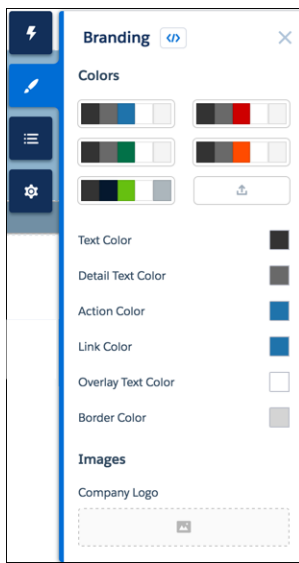 Branding </>
Colors
Text Color
Detail Text Color
Action Color
Link Color
Overlay Text Color
Border Color
Images
Company Logo